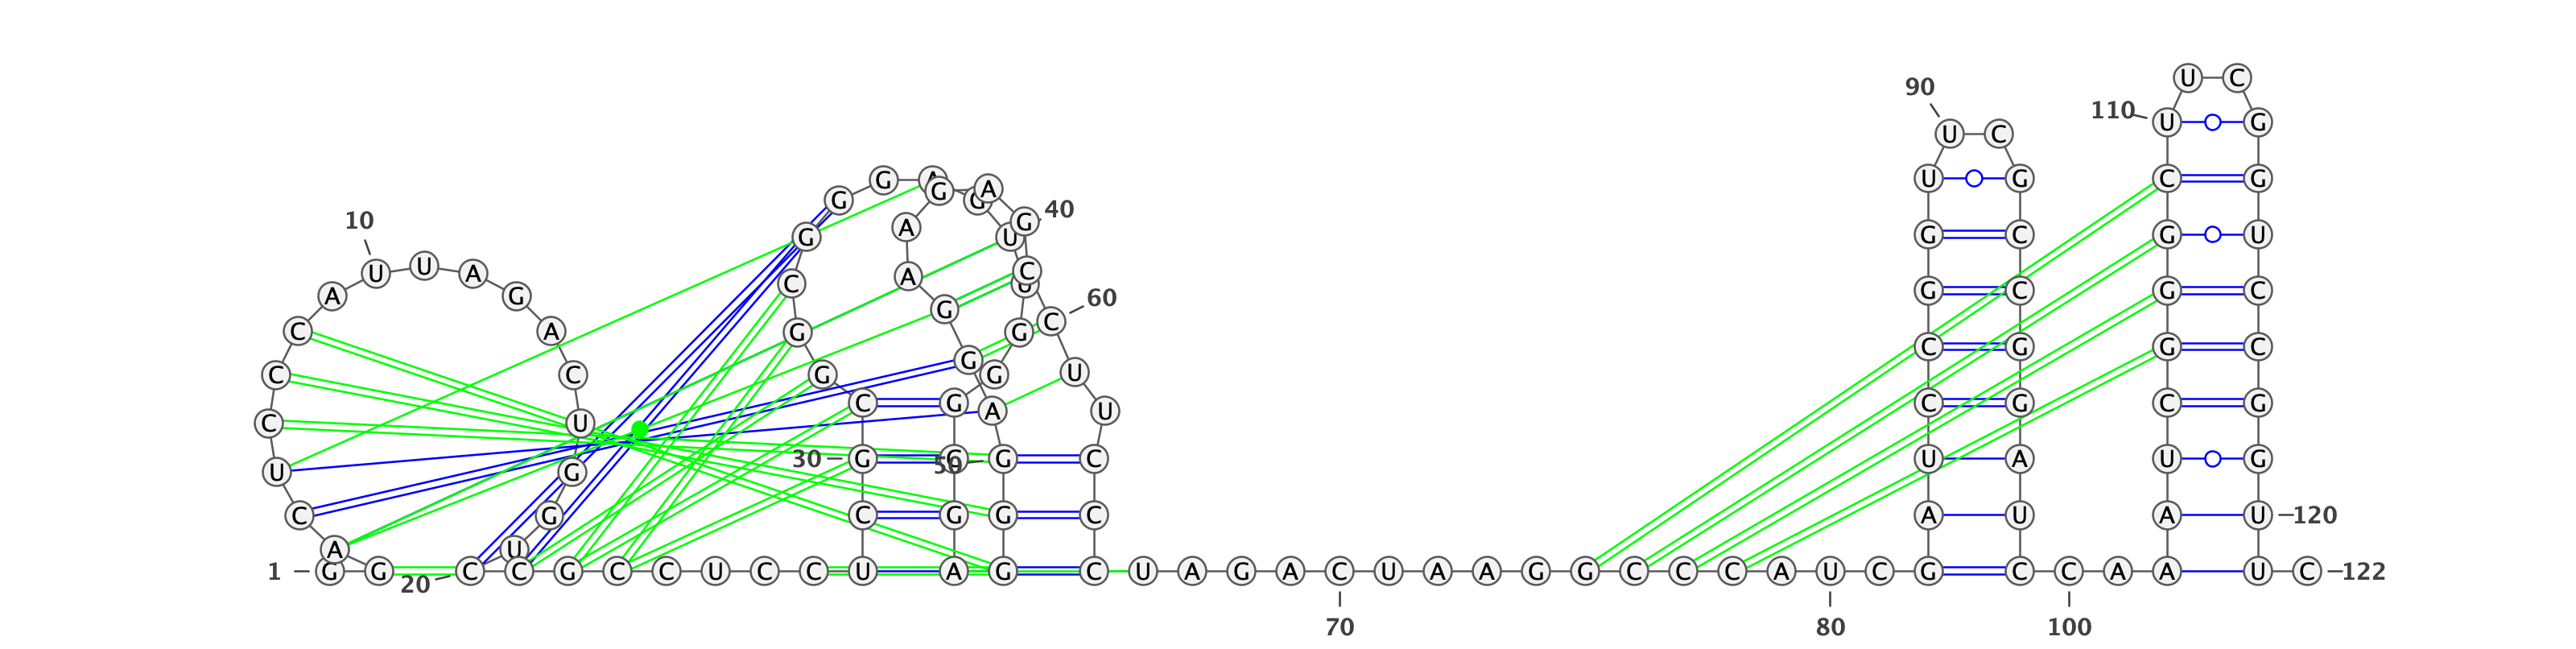 U C
90
110 U G
U C
G A U G C G
G A
G G
40
10 G
A
G U G C G U
U U A
C
A
C U
G C G C
A G 60
G
C
C A G G
C G G C
G
C C G G U
C G C G C G
A U
C U
30 G G 50 G C U A U G
U G
C G C G G C A U A U 120
A U
1 G G C C G C C U C C U A G C U A G A C U A A G G C C C A U C G C C A A U C 122
20
70 80 100